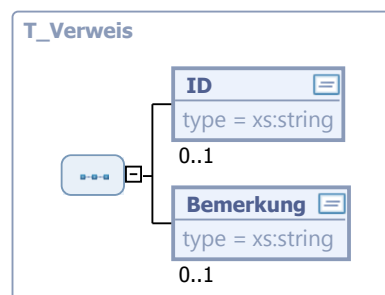 T_Verweis
ID
type = xs:string
0..1
Bemerkung
type = xs:string
0..1